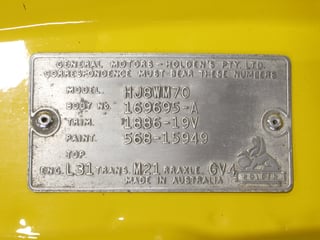 GENERAL MOTORS - HOLDEN'S PTY. LTD.
CORRESPONDENCE MUST BEAR THESE NUMBERS
MODEL. HJ8WM70
BODY NO. 169695-A
TRIM. 1886-19V
PAINT. 568-15949
TOP
ENG. L31 TRANS. M21 RRAXLE. GV4
MADE IN AUSTRALIA
HOLDEN